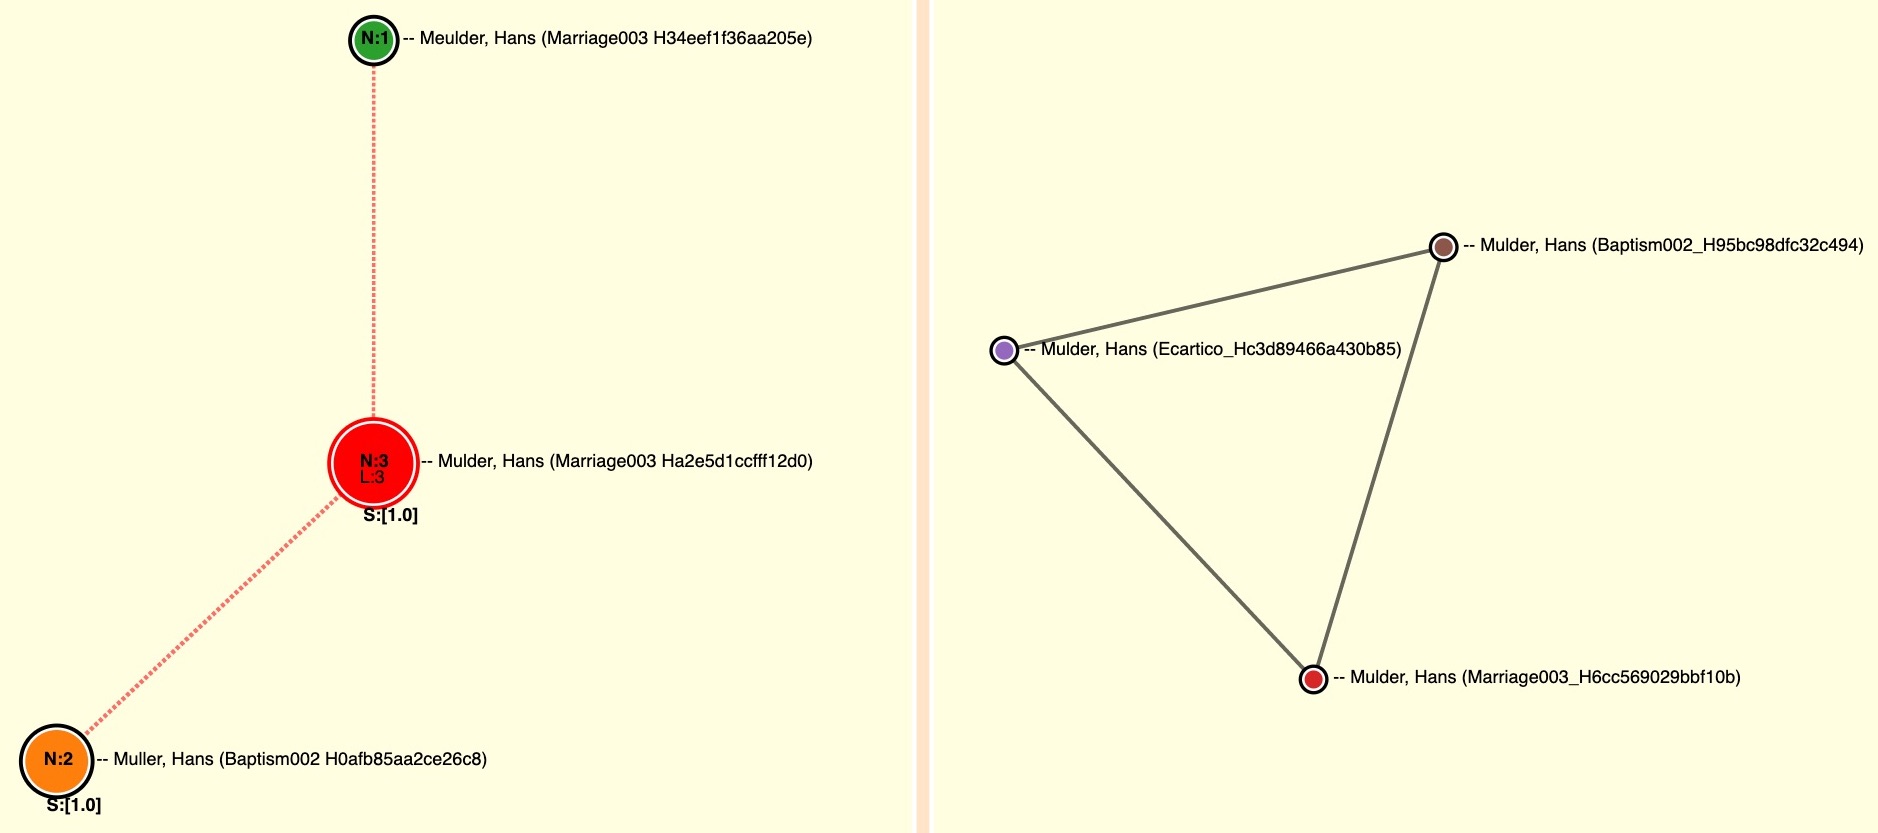 N:1 -- Meulder, Hans (Marriage003 H34eef1f36aa205e)
N:3 -- Mulder, Hans (Marriage003 Ha2e5d1ccfff12d0)
L:3
S:[1.0]
N:2 -- Muller, Hans (Baptism002 H0afb85aa2ce26c8)
S:[1.0]
-- Mulder, Hans (Baptism002_H95bc98dfc32c494)
-- Mulder, Hans (Ecartico_Hc3d89466a430b85)
-- Mulder, Hans (Marriage003_H6cc569029bbf10b)